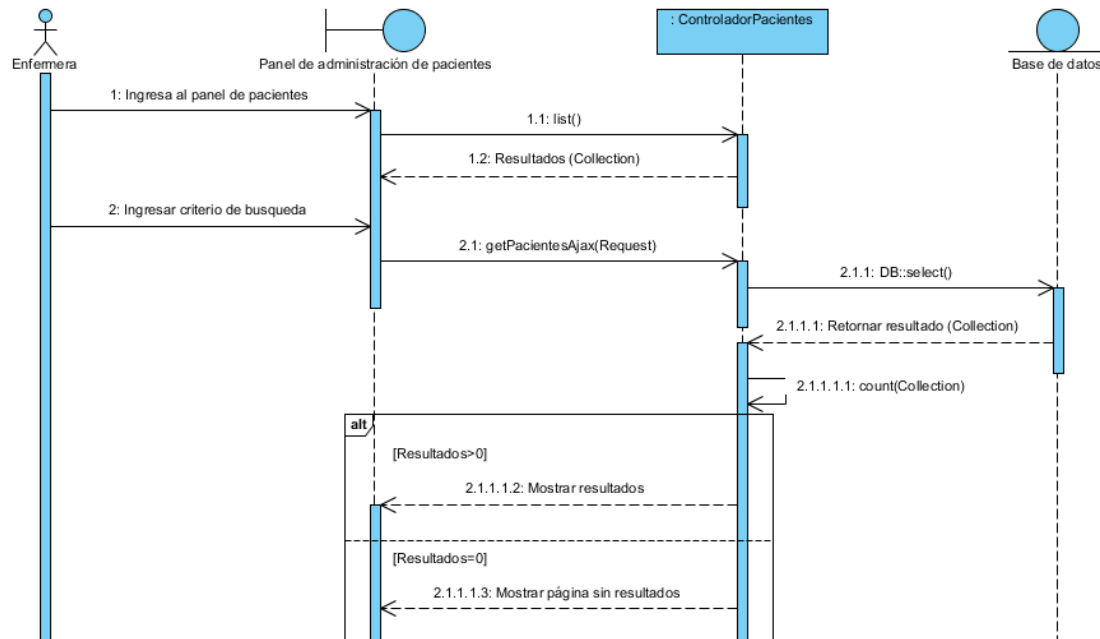 : ControladorPacientes
Enfermera
Panel de administración de pacientes
Base de datos
1: Ingresa al panel de pacientes
1.1: list()
1.2: Resultados (Collection)
2: Ingresar criterio de busqueda
2.1: getPacientesAjax(Request)
2.1.1: DB::select()
2.1.1.1: Retornar resultado (Collection)
2.1.1.1.1: count(Collection)
alt
[Resultados>0]
2.1.1.1.2: Mostrar resultados
[Resultados=0]
2.1.1.1.3: Mostrar página sin resultados